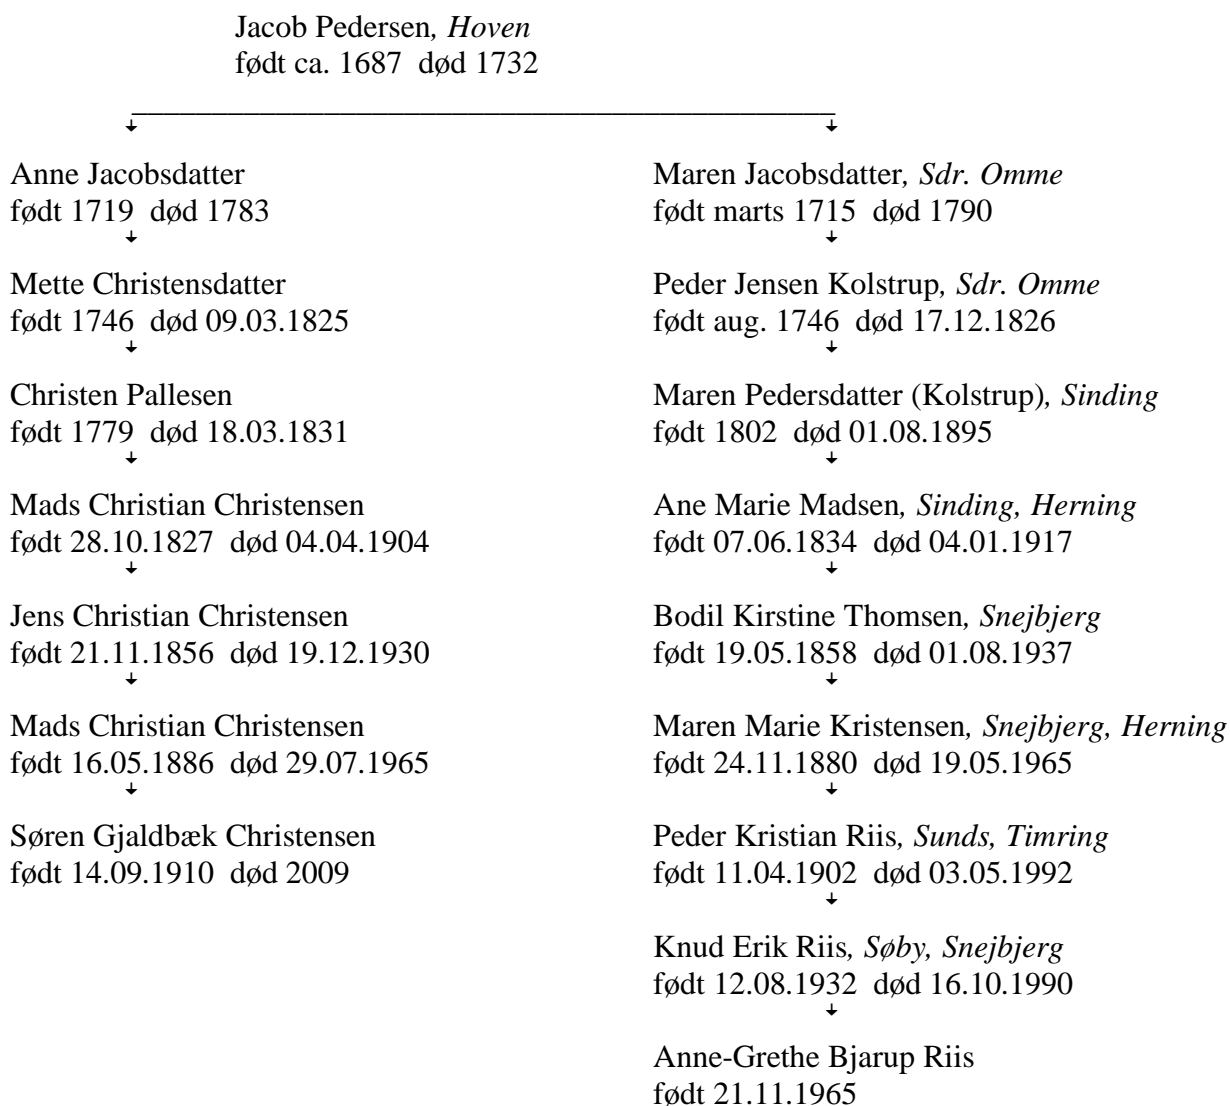 Jacob Pedersen, Hoven
født ca. 1687 død 1732
Anne Jacobsdatter
født 1719 død 1783
Mette Christensdatter
født 1746 død 09.03.1825
Christen Pallesen
født 1779 død 18.03.1831
Mads Christian Christensen
født 28.10.1827 død 04.04.1904
Jens Christian Christensen
født 21.11.1856 død 19.12.1930
Mads Christian Christensen
født 16.05.1886 død 29.07.1965
Søren Gjaldbæk Christensen
født 14.09.1910 død 2009
Maren Jacobsdatter, Sdr. Omme
født marts 1715 død 1790
Peder Jensen Kolstrup, Sdr. Omme
født aug. 1746 død 17.12.1826
Maren Pedersdatter (Kolstrup), Sinding
født 1802 død 01.08.1895
Ane Marie Madsen, Sinding, Herning
født 07.06.1834 død 04.01.1917
Bodil Kirstine Thomsen, Snejbjerg
født 19.05.1858 død 01.08.1937
Maren Marie Kristensen, Snejbjerg, Herning
født 24.11.1880 død 19.05.1965
Peder Kristian Riis, Sunds, Timring
født 11.04.1902 død 03.05.1992
Knud Erik Riis, Søby, Snejbjerg
født 12.08.1932 død 16.10.1990
Anne-Grethe Bjarup Riis
født 21.11.1965